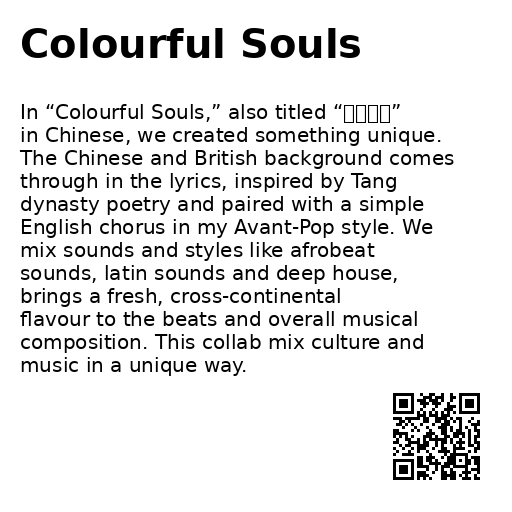 Colourful Souls
In “Colourful Souls,” also titled “”
in Chinese, we created something unique.
The Chinese and British background comes
through in the lyrics, inspired by Tang
dynasty poetry and paired with a simple
English chorus in my Avant-Pop style. We
mix sounds and styles like afrobeat
sounds, latin sounds and deep house,
brings a fresh, cross-continental
flavour to the beats and overall musical
composition. This collab mix culture and
music in a unique way.